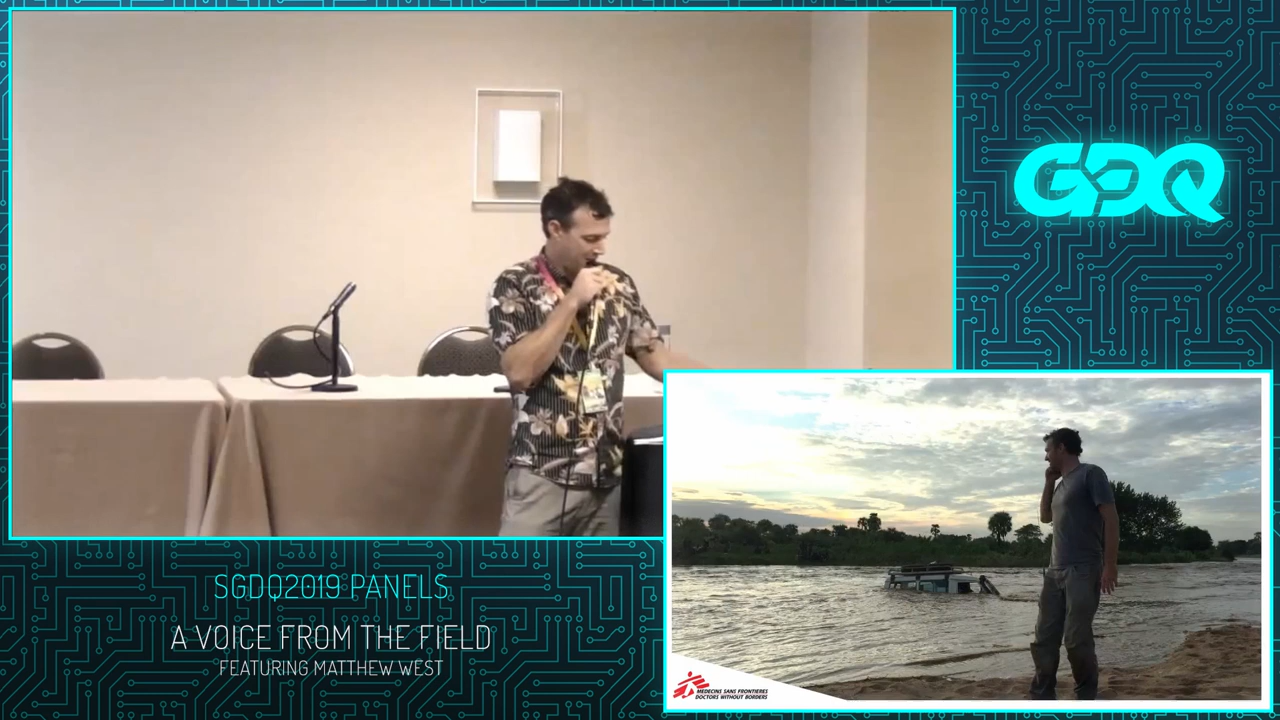 GDQ
SGDQ2019 PANELS
A VOICE FROM THE FIELD
FEATURING MATTHEW WEST
MEDECINS SANS FRONTIERES
DOCTORS WITHOUT BORDERS